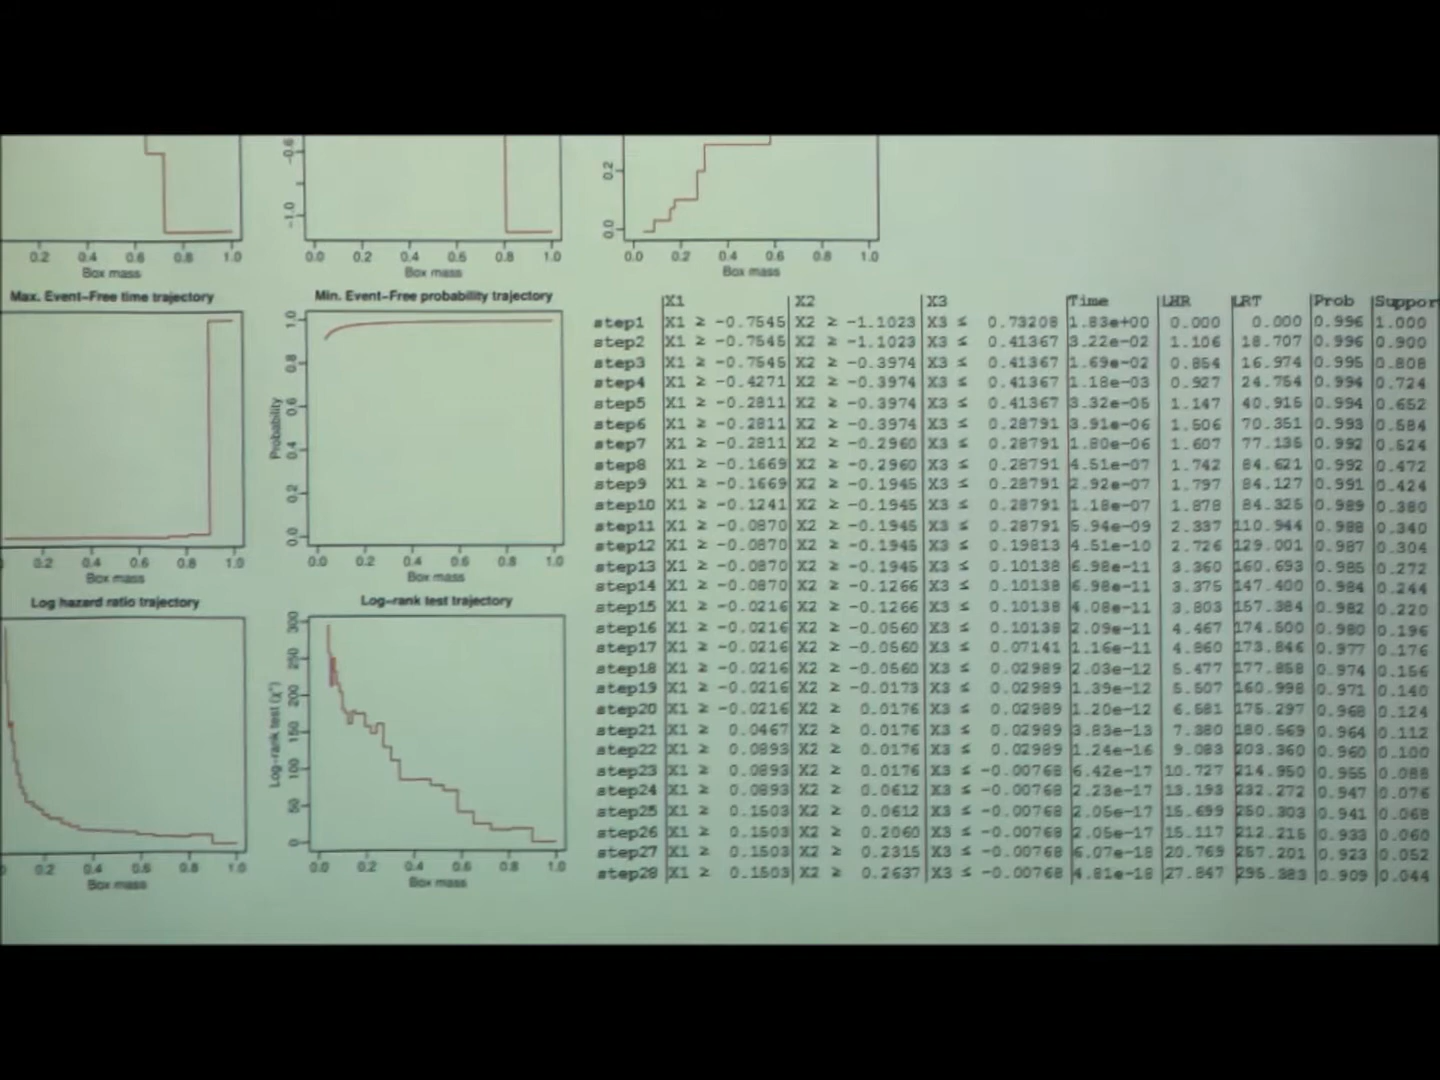 -0.6
-1.0
0.2
0.0
0.2 0.4 0.6 0.8 1.0
0.0 0.2 0.4 0.6 0.8 1.0
0.0 0.2 0.4 0.6 0.8 1.0
Box mass
Box mass
Box mass
Max. Event-Free time trajectory
Min. Event-Free probability trajectory
Probability
1.0
0.8
0.6
0.4
0.2
0.0
0.2 0.4 0.6 0.8 1.0
0.0 0.2 0.4 0.6 0.8 1.0
Box mass
Box mass
Log hazard ratio trajectory
Log-rank test trajectory
Log-rank test (χ²)
300
250
200
150
100
50
0
0.2 0.4 0.6 0.8 1.0
0.0 0.2 0.4 0.6 0.8 1.0
Box mass
Box mass
X1 X2 X3 Time LHR LRT Prob Suppor
step1 X1 ≥ -0.7545 X2 ≥ -1.1023 X3 ≤ 0.73208 1.83e+00 0.000 0.000 0.996 1.000
step2 X1 ≥ -0.7545 X2 ≥ -1.1023 X3 ≤ 0.41367 3.22e-02 1.106 18.707 0.996 0.900
step3 X1 ≥ -0.7545 X2 ≥ -0.3974 X3 ≤ 0.41367 1.69e-02 0.854 16.974 0.995 0.808
step4 X1 ≥ -0.4271 X2 ≥ -0.3974 X3 ≤ 0.41367 1.18e-03 0.927 24.754 0.994 0.724
step5 X1 ≥ -0.2811 X2 ≥ -0.3974 X3 ≤ 0.41367 3.32e-05 1.147 40.915 0.994 0.652
step6 X1 ≥ -0.2811 X2 ≥ -0.3974 X3 ≤ 0.28791 3.91e-06 1.506 70.351 0.993 0.584
step7 X1 ≥ -0.2811 X2 ≥ -0.2960 X3 ≤ 0.28791 1.80e-06 1.607 77.135 0.992 0.524
step8 X1 ≥ -0.1669 X2 ≥ -0.2960 X3 ≤ 0.28791 4.51e-07 1.742 84.621 0.992 0.472
step9 X1 ≥ -0.1669 X2 ≥ -0.1945 X3 ≤ 0.28791 2.92e-07 1.797 84.127 0.991 0.424
step10 X1 ≥ -0.1241 X2 ≥ -0.1945 X3 ≤ 0.28791 1.18e-07 1.878 84.325 0.989 0.380
step11 X1 ≥ -0.0870 X2 ≥ -0.1945 X3 ≤ 0.28791 5.94e-09 2.337 110.944 0.988 0.340
step12 X1 ≥ -0.0870 X2 ≥ -0.1945 X3 ≤ 0.19813 4.51e-10 2.726 129.001 0.987 0.304
step13 X1 ≥ -0.0870 X2 ≥ -0.1945 X3 ≤ 0.10138 6.98e-11 3.360 160.693 0.985 0.272
step14 X1 ≥ -0.0870 X2 ≥ -0.1266 X3 ≤ 0.10138 6.98e-11 3.375 147.400 0.984 0.244
step15 X1 ≥ -0.0216 X2 ≥ -0.1266 X3 ≤ 0.10138 4.08e-11 3.803 157.384 0.982 0.220
step16 X1 ≥ -0.0216 X2 ≥ -0.0560 X3 ≤ 0.10138 2.09e-11 4.467 174.500 0.980 0.196
step17 X1 ≥ -0.0216 X2 ≥ -0.0560 X3 ≤ 0.07141 1.16e-11 4.860 173.846 0.977 0.176
step18 X1 ≥ -0.0216 X2 ≥ -0.0560 X3 ≤ 0.02989 2.03e-12 5.477 177.858 0.974 0.156
step19 X1 ≥ -0.0216 X2 ≥ -0.0173 X3 ≤ 0.02989 1.39e-12 5.507 160.998 0.971 0.140
step20 X1 ≥ -0.0216 X2 ≥ 0.0176 X3 ≤ 0.02989 1.20e-12 6.581 175.297 0.968 0.124
step21 X1 ≥ 0.0467 X2 ≥ 0.0176 X3 ≤ 0.02989 3.83e-13 7.380 180.569 0.964 0.112
step22 X1 ≥ 0.0893 X2 ≥ 0.0176 X3 ≤ 0.02989 1.24e-16 9.083 203.360 0.960 0.100
step23 X1 ≥ 0.0893 X2 ≥ 0.0176 X3 ≤ -0.00768 6.42e-17 10.727 214.950 0.955 0.088
step24 X1 ≥ 0.0893 X2 ≥ 0.0612 X3 ≤ -0.00768 2.23e-17 13.193 232.272 0.947 0.076
step25 X1 ≥ 0.1503 X2 ≥ 0.0612 X3 ≤ -0.00768 2.05e-17 15.699 250.303 0.941 0.068
step26 X1 ≥ 0.1503 X2 ≥ 0.2060 X3 ≤ -0.00768 2.05e-17 15.117 212.215 0.933 0.060
step27 X1 ≥ 0.1503 X2 ≥ 0.2315 X3 ≤ -0.00768 6.07e-18 20.769 257.201 0.923 0.052
step28 X1 ≥ 0.1503 X2 ≥ 0.2637 X3 ≤ -0.00768 4.81e-18 27.847 295.383 0.909 0.044